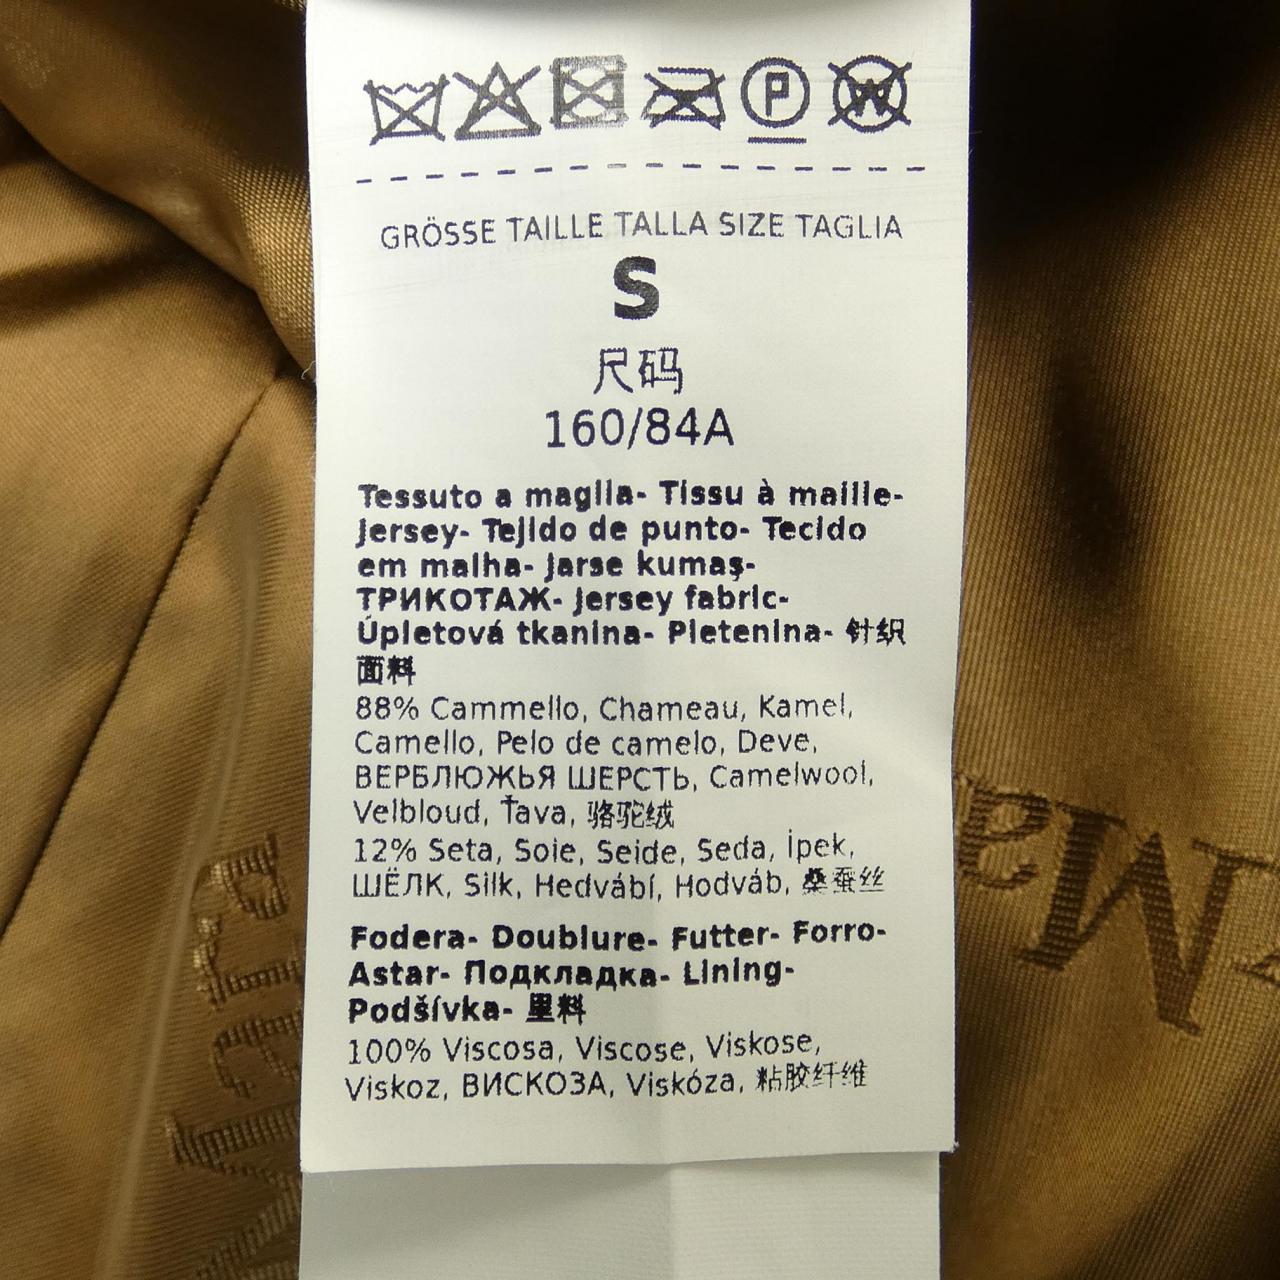 P W
GRÖSSE TAILLE TALLA SIZE TAGLIA
S
尺码
160/84A
Tessuto a maglia- Tissu à maille-
Jersey- Tejido de punto- Tecido
em malha- Jarse kumaş-
ТРИКОТАЖ- Jersey fabric-
Úpletová tkanina- Pletenina- 针织
面料
88% Cammello, Chameau, Kamel,
Camello, Pelo de camelo, Deve,
ВЕРБЛЮЖЬЯ ШЕРСТЬ, Camelwool,
Velbloud, Ťava, 骆驼绒
12% Seta, Soie, Seide, Seda, İpek,
ШЁЛК, Silk, Hedvábí, Hodváb, 桑蚕丝
Fodera- Doublure- Futter- Forro-
Astar- Подкладка- Lining-
Podšívka- 里料
100% Viscosa, Viscose, Viskose,
Viskoz, ВИСКОЗА, Viskóza, 粘胶纤维
Ma